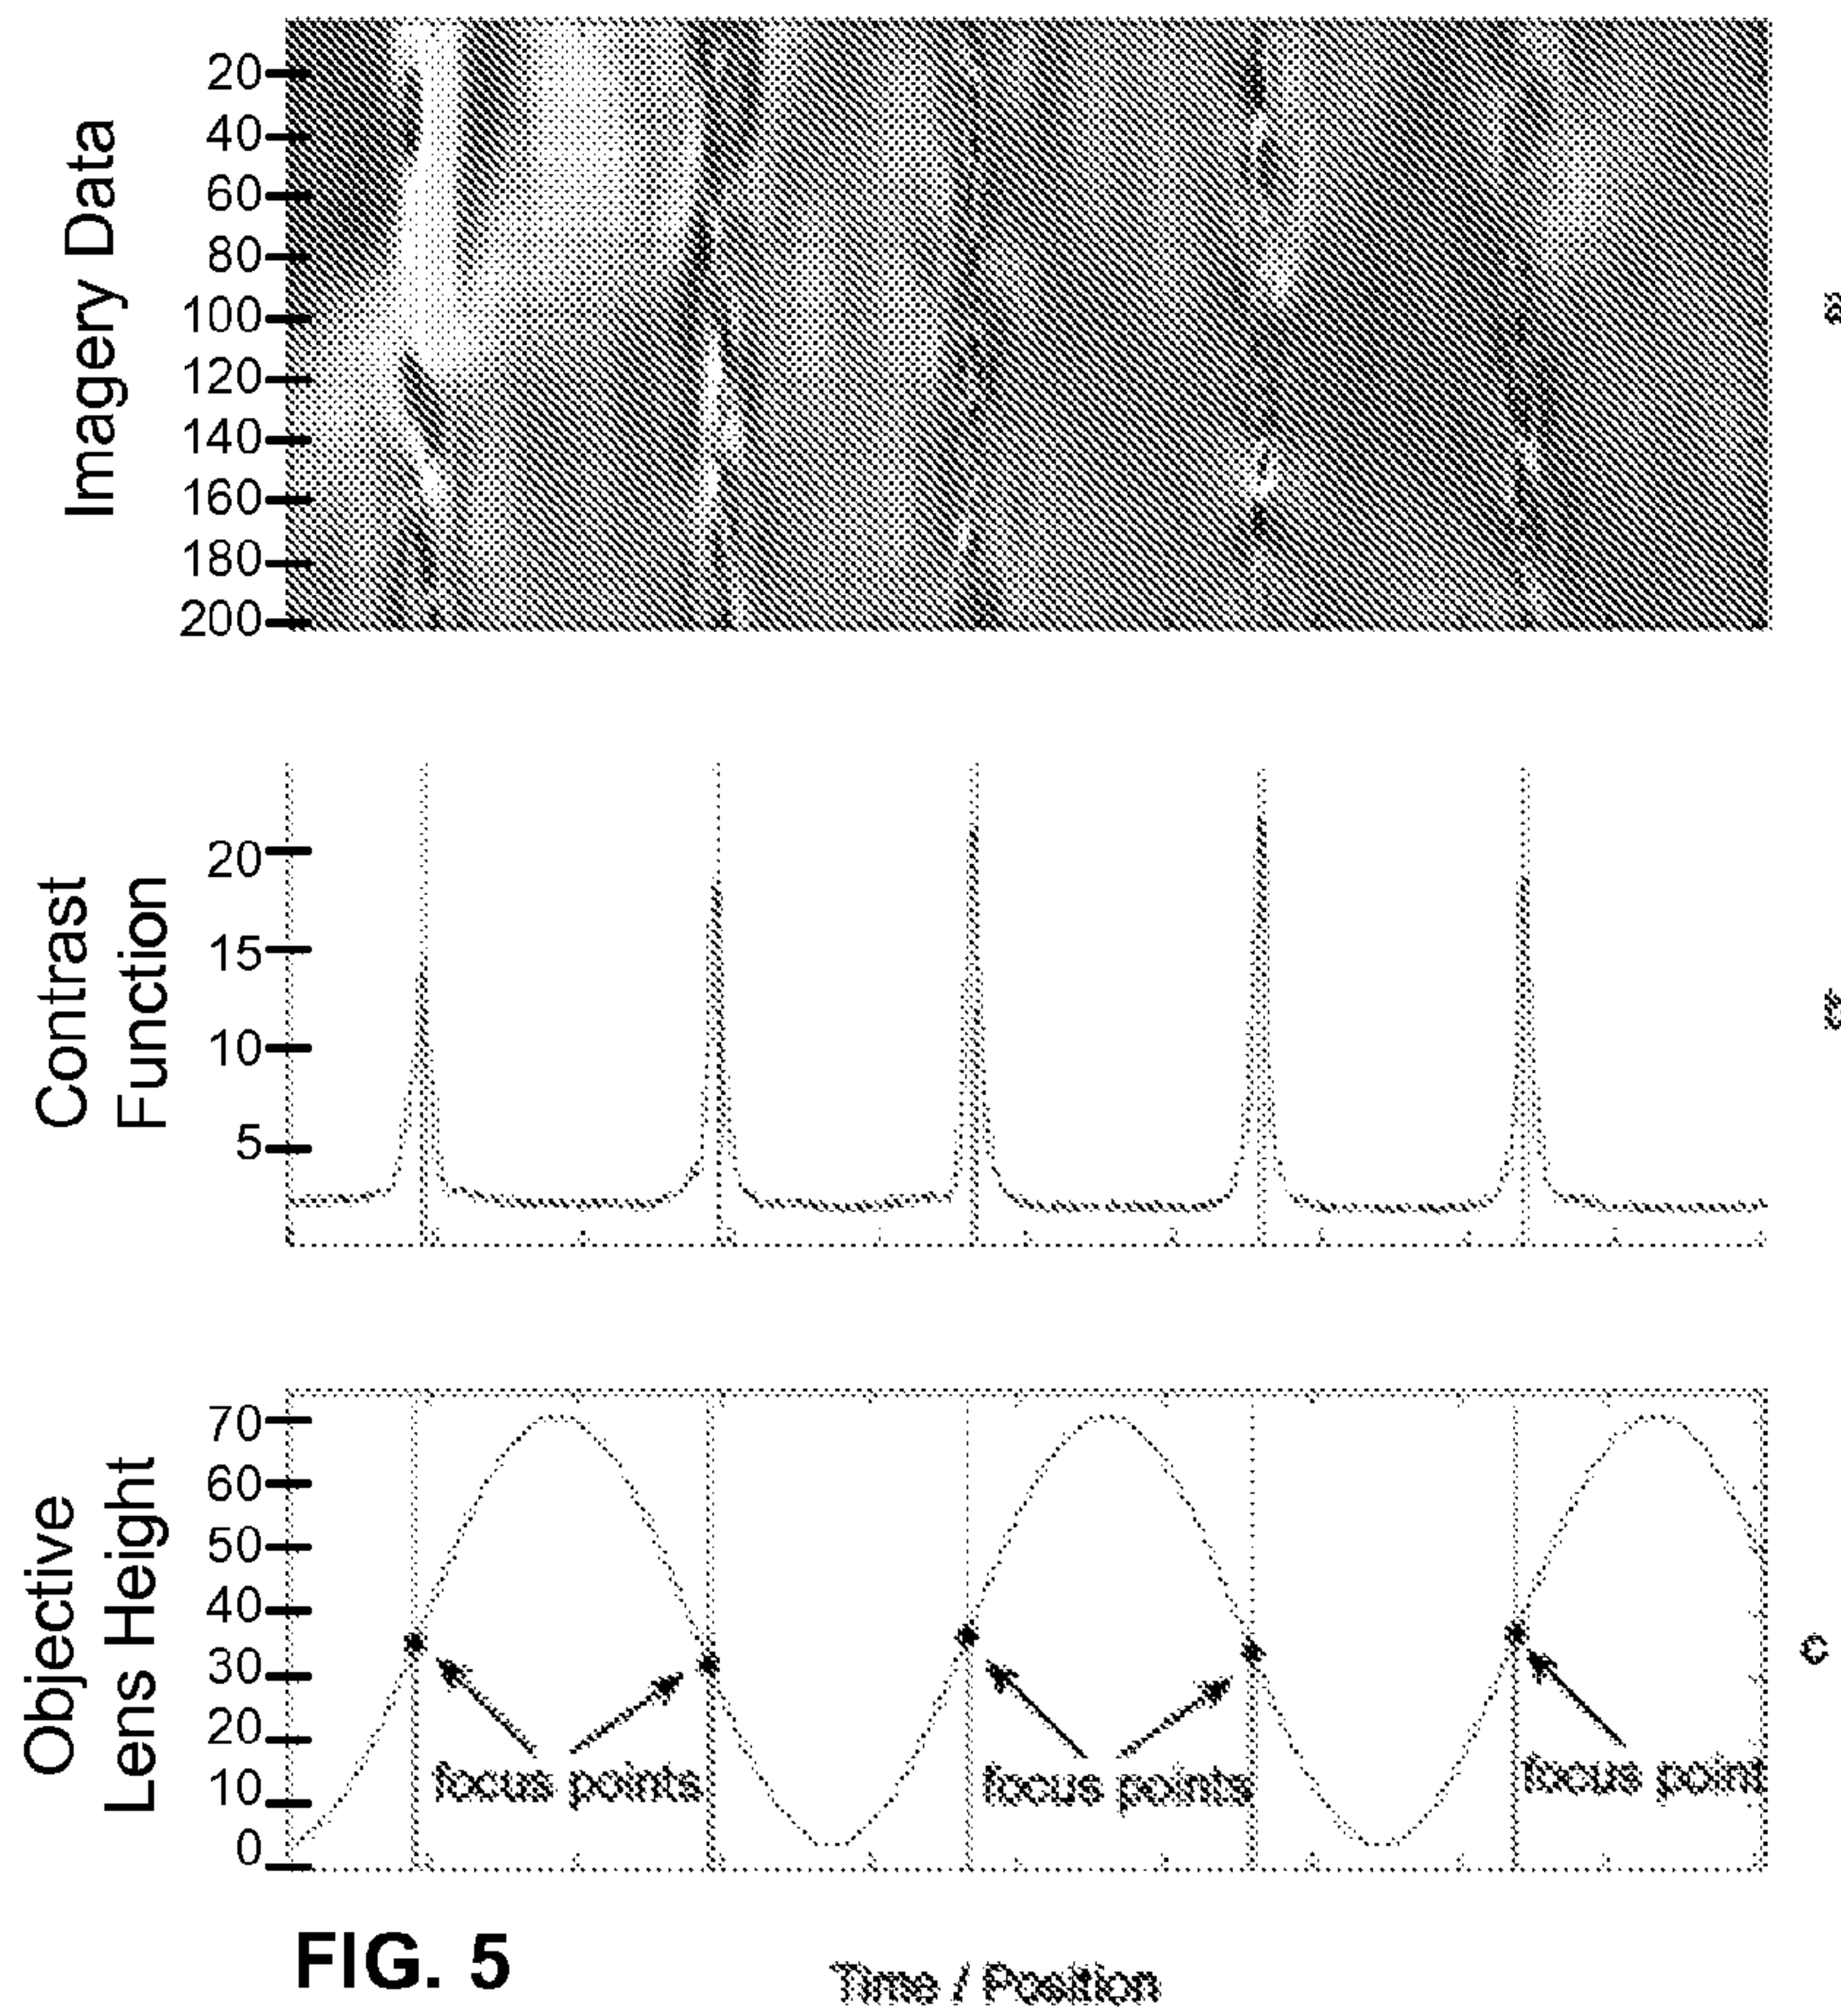 Imagery Data
20
40
60
80
100
120
140
160
180
200
Contrast
Function
20
15
10
5
Objective
Lens Height
70
60
50
40
30
20
10
0
focus points
focus points
focus point
c
FIG. 5
Time / Position